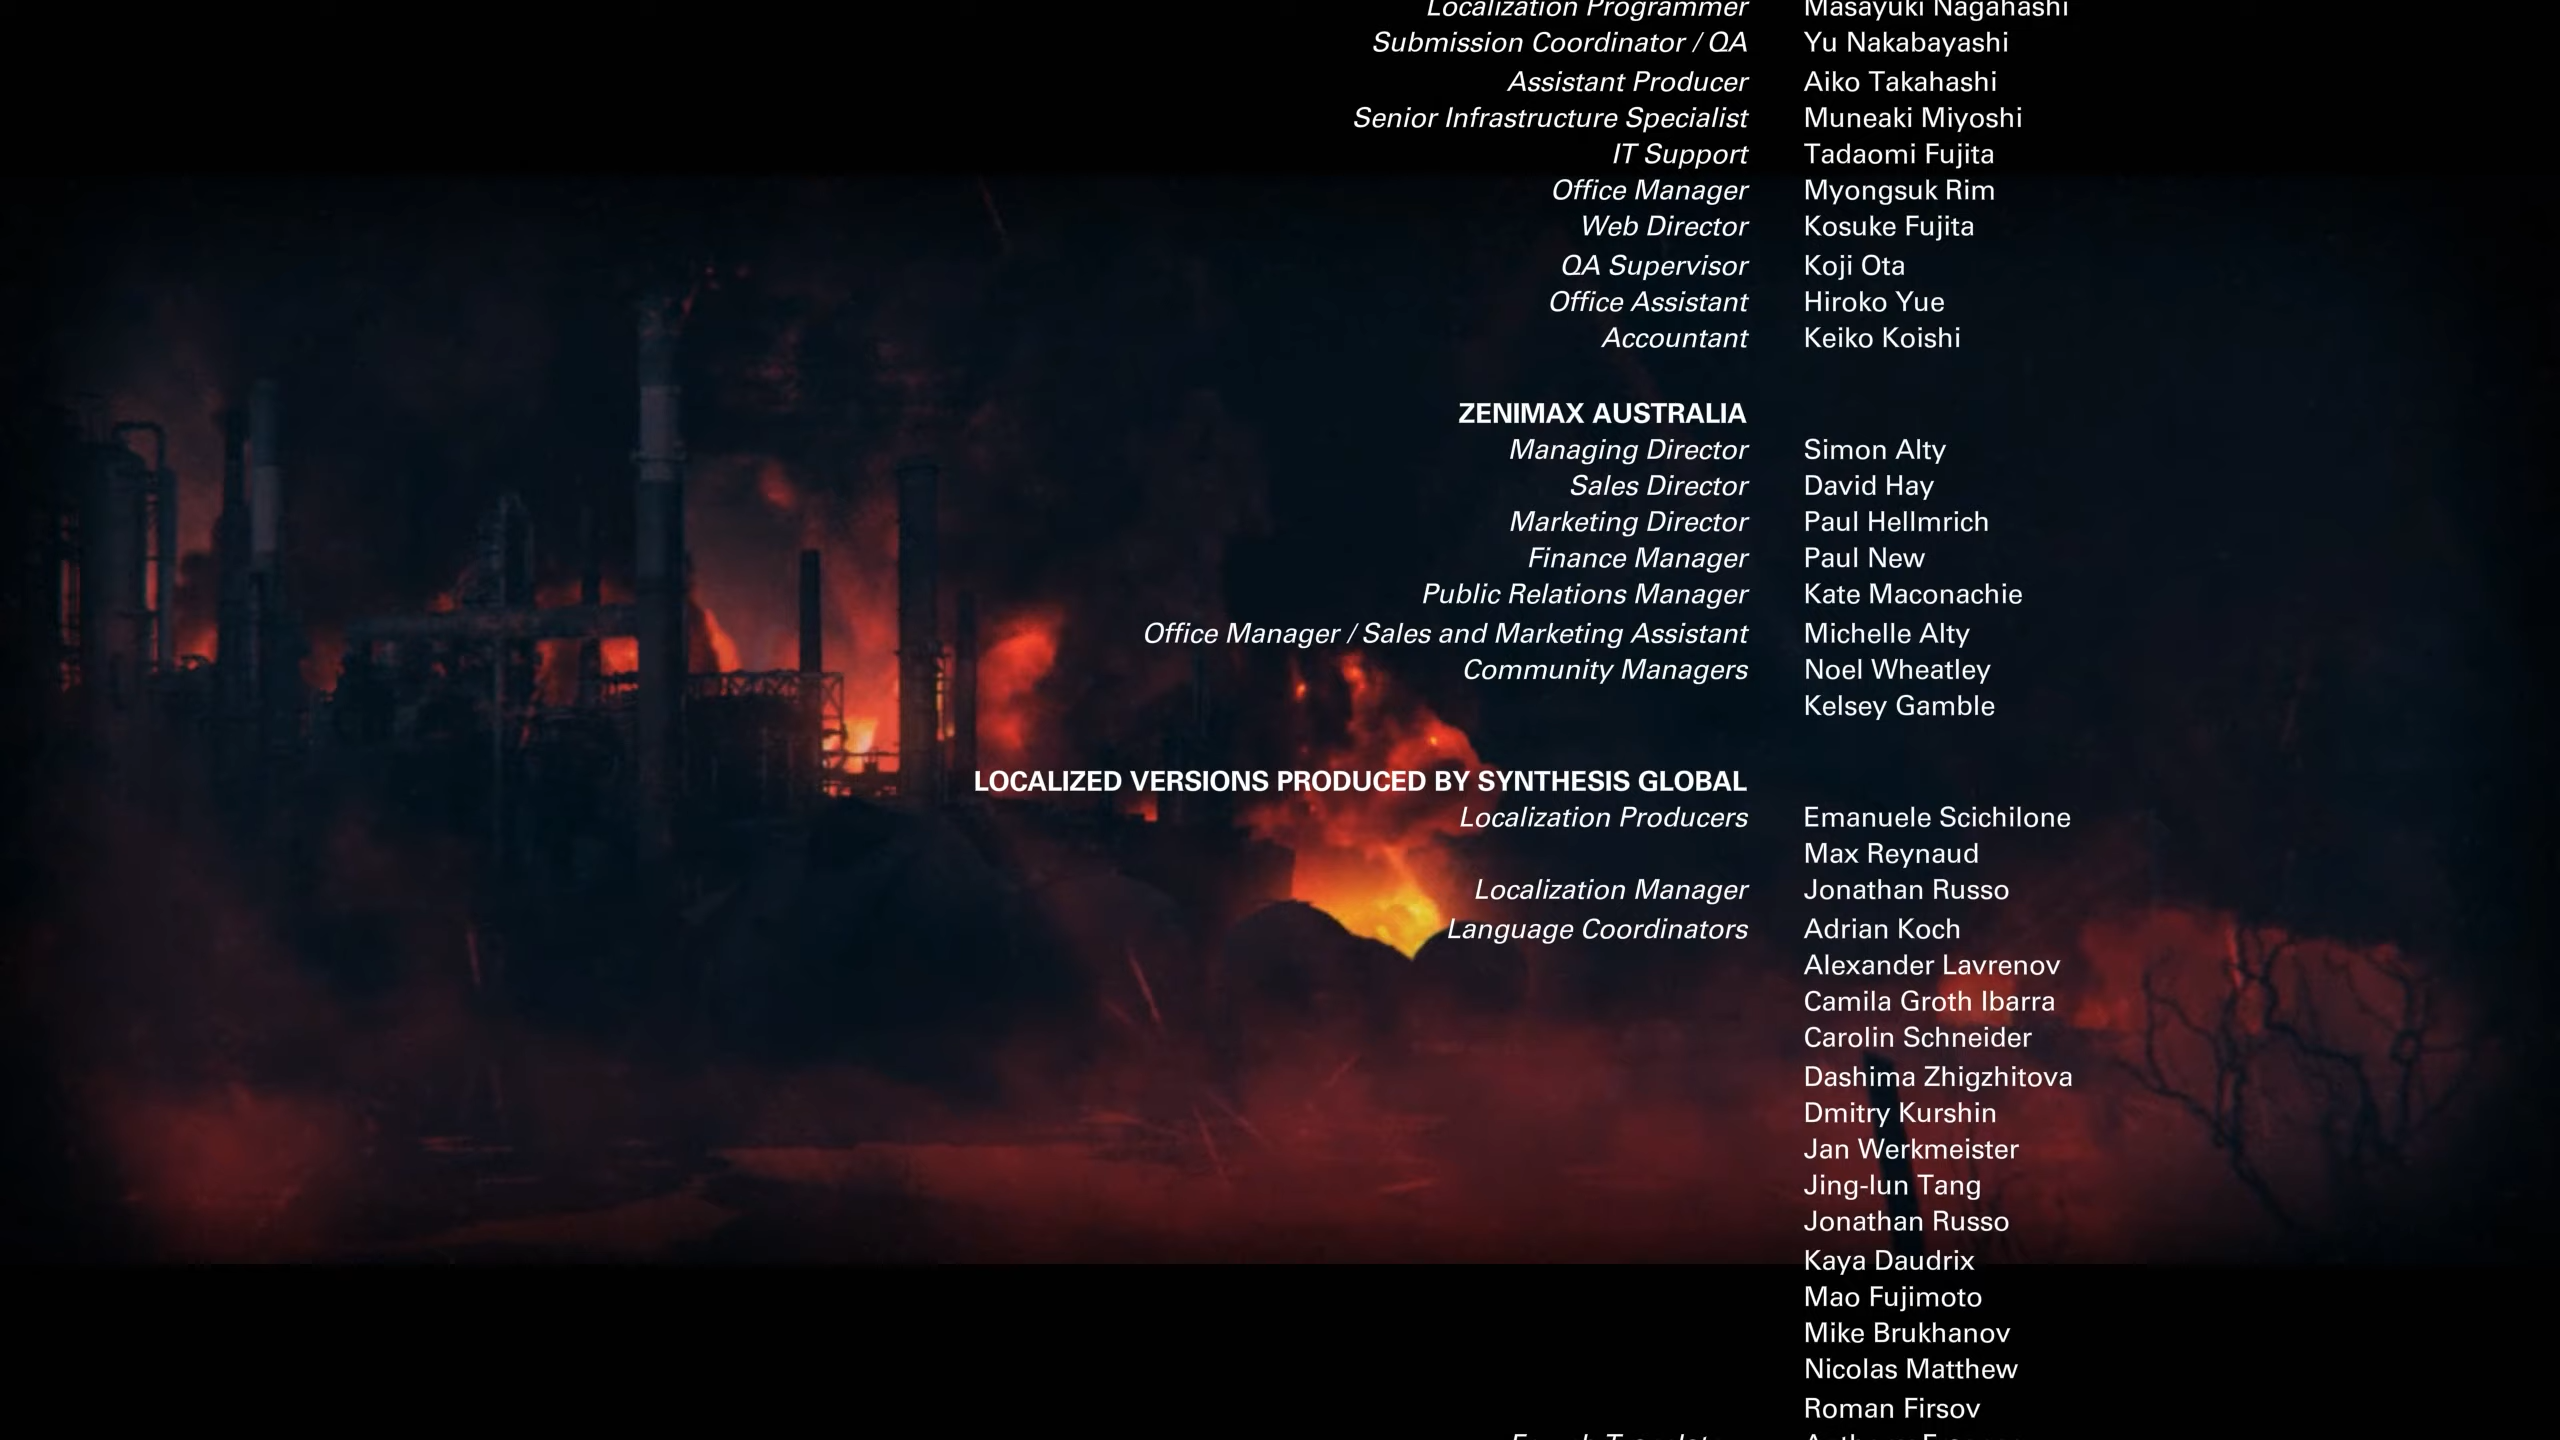 Localization Programmer Masayuki Nagahashi
Submission Coordinator / QA Yu Nakabayashi
Assistant Producer Aiko Takahashi
Senior Infrastructure Specialist Muneaki Miyoshi
IT Support Tadaomi Fujita
Office Manager Myongsuk Rim
Web Director Kosuke Fujita
QA Supervisor Koji Ota
Office Assistant Hiroko Yue
Accountant Keiko Koishi
ZENIMAX AUSTRALIA
Managing Director Simon Alty
Sales Director David Hay
Marketing Director Paul Hellmrich
Finance Manager Paul New
Public Relations Manager Kate Maconachie
Office Manager / Sales and Marketing Assistant Michelle Alty
Community Managers Noel Wheatley
Kelsey Gamble
LOCALIZED VERSIONS PRODUCED BY SYNTHESIS GLOBAL
Localization Producers Emanuele Scichilone
Max Reynaud
Localization Manager Jonathan Russo
Language Coordinators Adrian Koch
Alexander Lavrenov
Camila Groth Ibarra
Carolin Schneider
Dashima Zhigzhitova
Dmitry Kurshin
Jan Werkmeister
Jing-lun Tang
Jonathan Russo
Kaya Daudrix
Mao Fujimoto
Mike Brukhanov
Nicolas Matthew
Roman Firsov